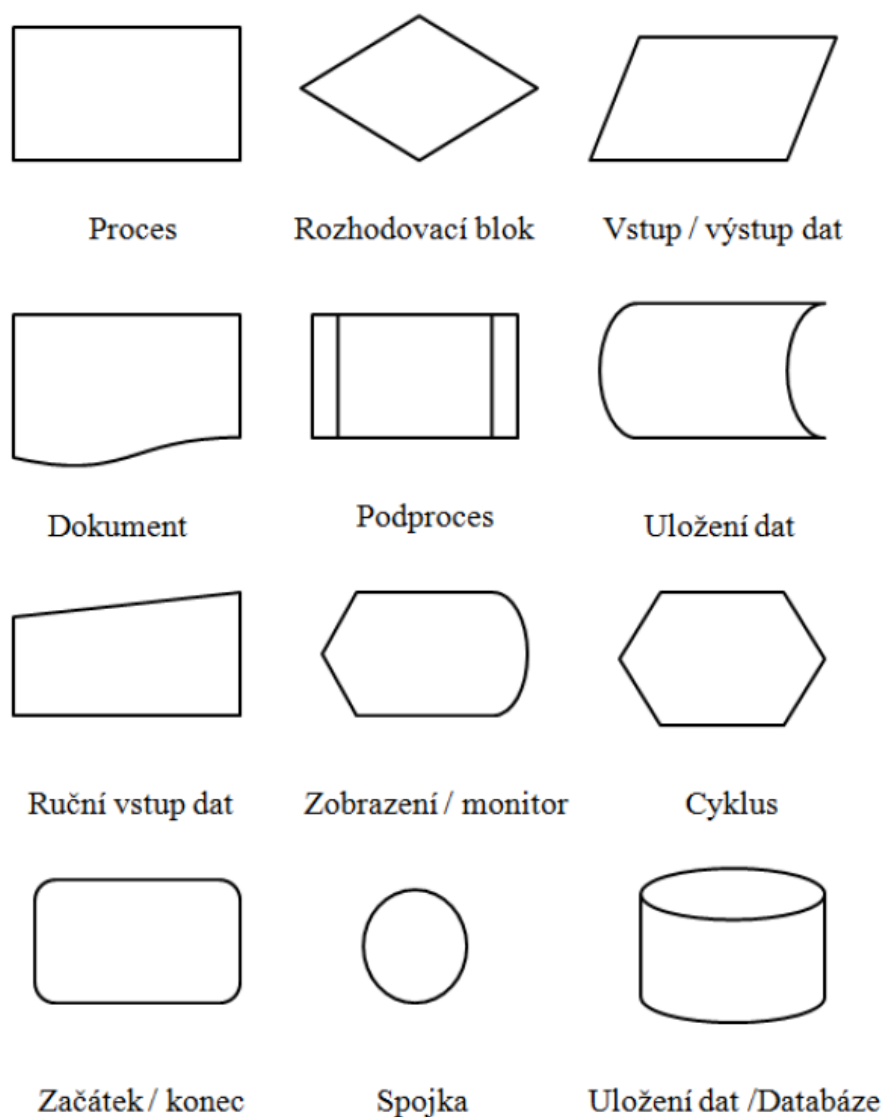 Proces
Rozhodovací blok
Vstup / výstup dat
Dokument
Podproces
Uložení dat
Ruční vstup dat
Zobrazení / monitor
Cyklus
Začátek / konec
Spojka
Uložení dat /Databáze